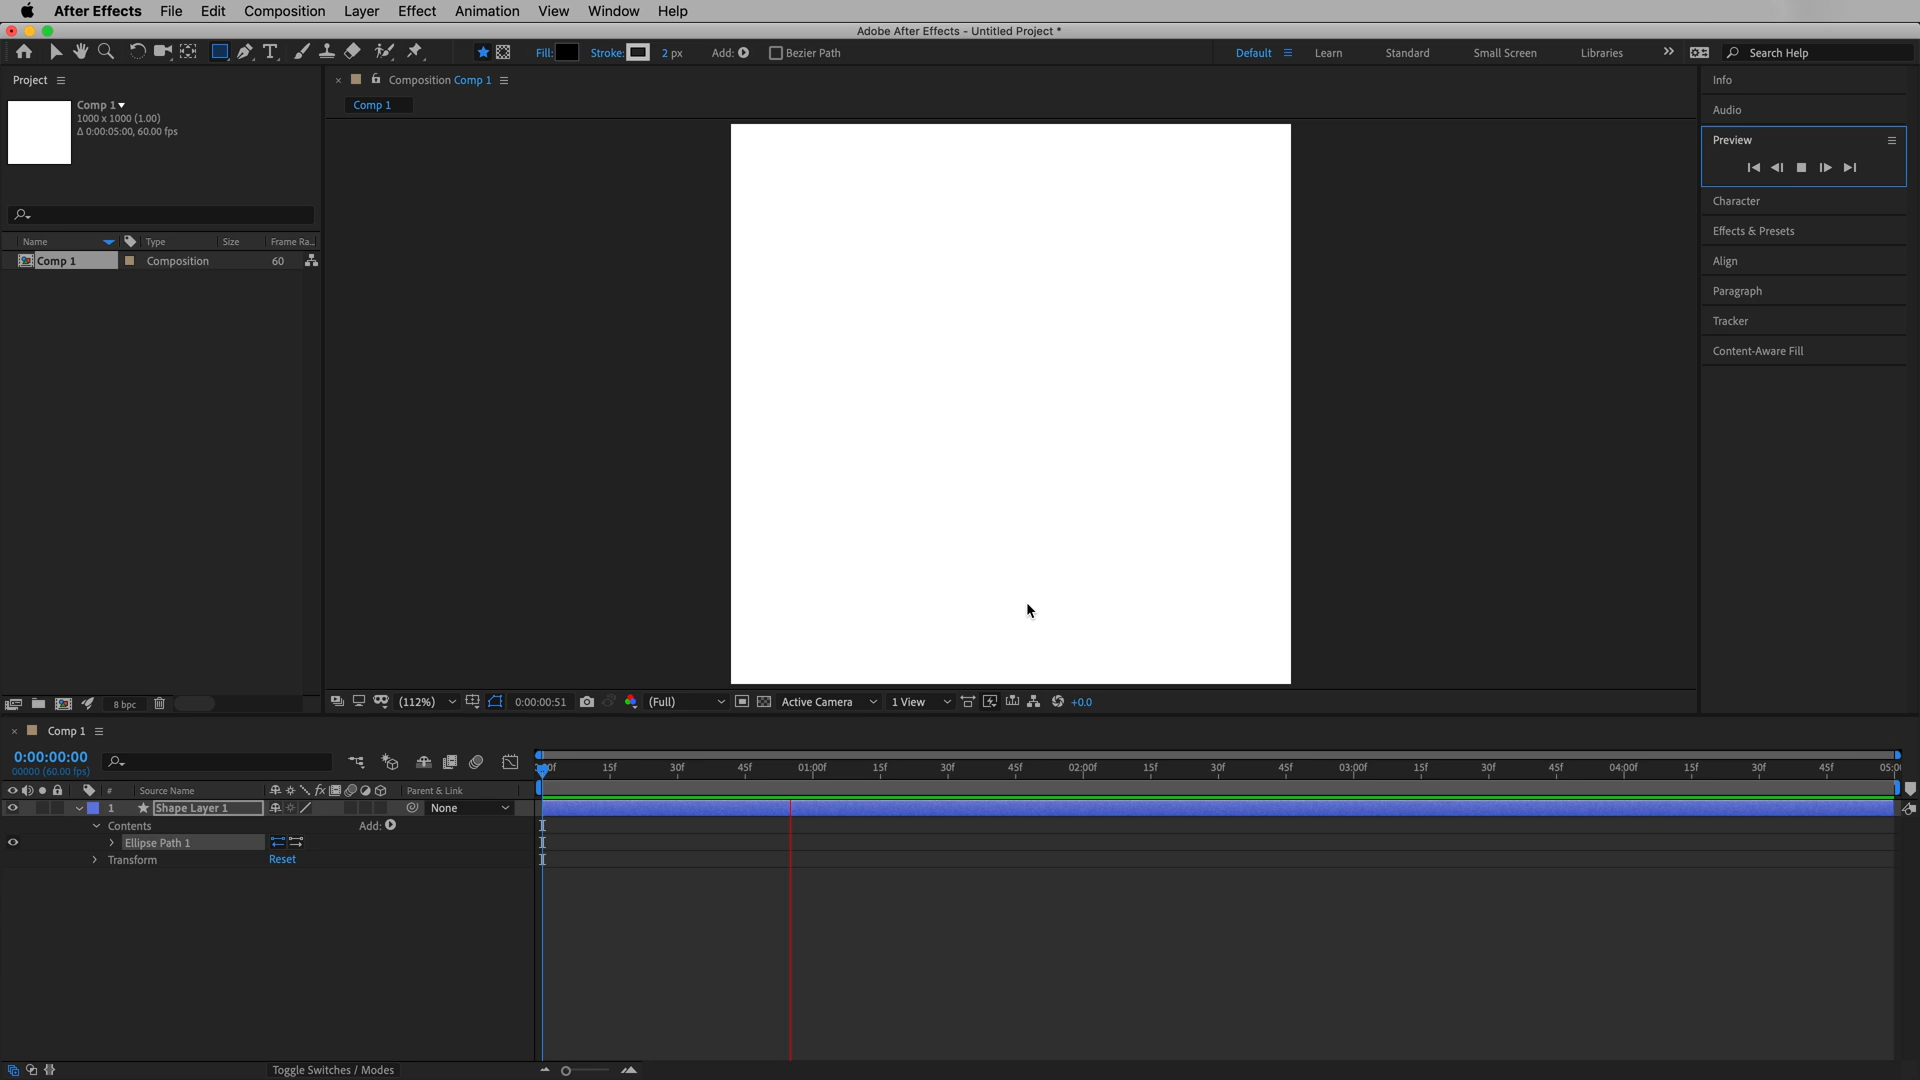 After Effects File Edit Composition Layer Effect Animation View Window Help
Adobe After Effects - Untitled Project *
Fill: Stroke: 2 px Add: Bezier Path Default Learn Standard Small Screen Libraries Search Help
Project
Comp 1
1000 x 1000 (1.00)
Δ 0:00:05:00, 60.00 fps
Name Type Size Frame Ra...
Comp 1 Composition 60
8 bpc
Composition Comp 1
Comp 1
(112%) 0:00:00:51 (Full) Active Camera 1 View +0.0
Info
Audio
Preview
Character
Effects & Presets
Align
Paragraph
Tracker
Content-Aware Fill
Comp 1
0:00:00:00
00000 (60.00 fps)
15f 30f 45f 01:00f 15f 30f 45f 02:00f 15f 30f 45f 03:00f 15f 30f 45f 04:00f 15f 30f 45f
# Source Name fx Parent & Link
1 Shape Layer 1 None
Contents Add:
Ellipse Path 1
Transform Reset
Toggle Switches / Modes